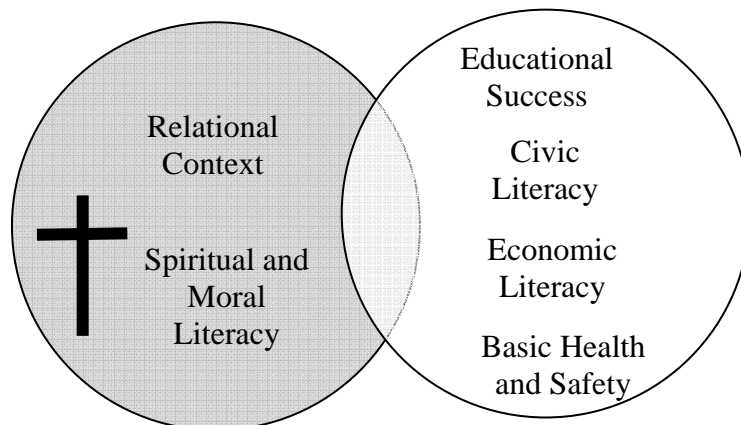 Relational
Context
Spiritual and
Moral
Literacy
Educational
Success
Civic
Literacy
Economic
Literacy
Basic Health
and Safety